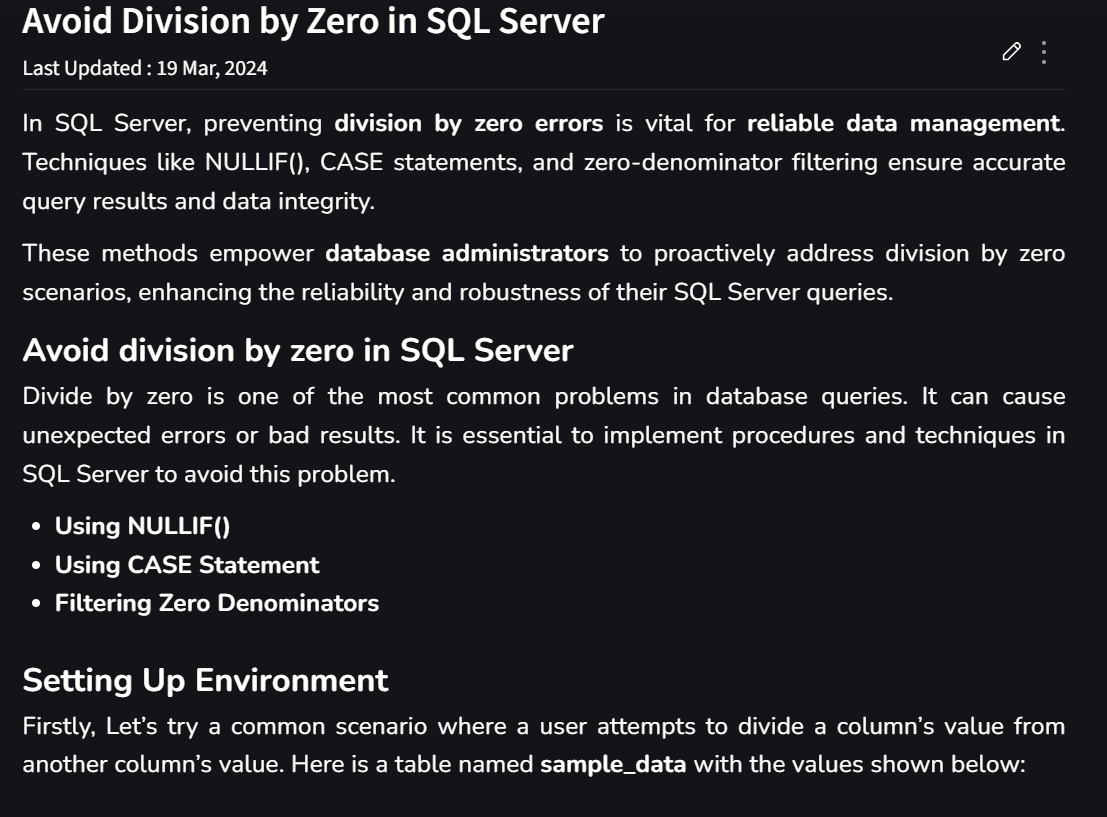 Avoid Division by Zero in SQL Server
Last Updated : 19 Mar, 2024
In SQL Server, preventing division by zero errors is vital for reliable data management.
Techniques like NULLIF(), CASE statements, and zero-denominator filtering ensure accurate
query results and data integrity.
These methods empower database administrators to proactively address division by zero
scenarios, enhancing the reliability and robustness of their SQL Server queries.
Avoid division by zero in SQL Server
Divide by zero is one of the most common problems in database queries. It can cause
unexpected errors or bad results. It is essential to implement procedures and techniques in
SQL Server to avoid this problem.
• Using NULLIF()
• Using CASE Statement
• Filtering Zero Denominators
Setting Up Environment
Firstly, Let’s try a common scenario where a user attempts to divide a column’s value from
another column’s value. Here is a table named sample_data with the values shown below: